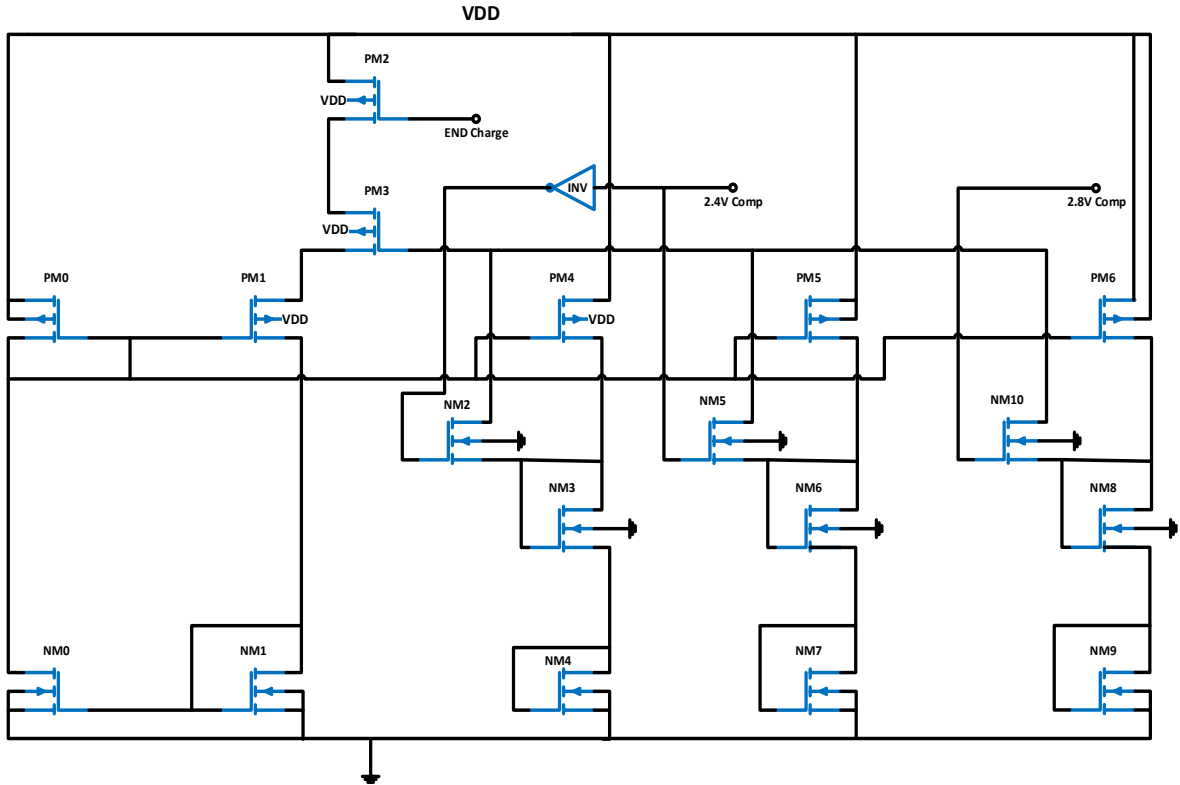 VDD
PM2
VDD
END Charge
INV
2.4V Comp
2.8V Comp
PM3
VDD
PM0
PM1
VDD
PM4
VDD
PM5
PM6
NM2
NM5
NM10
NM3
NM6
NM8
NM0
NM1
NM4
NM7
NM9